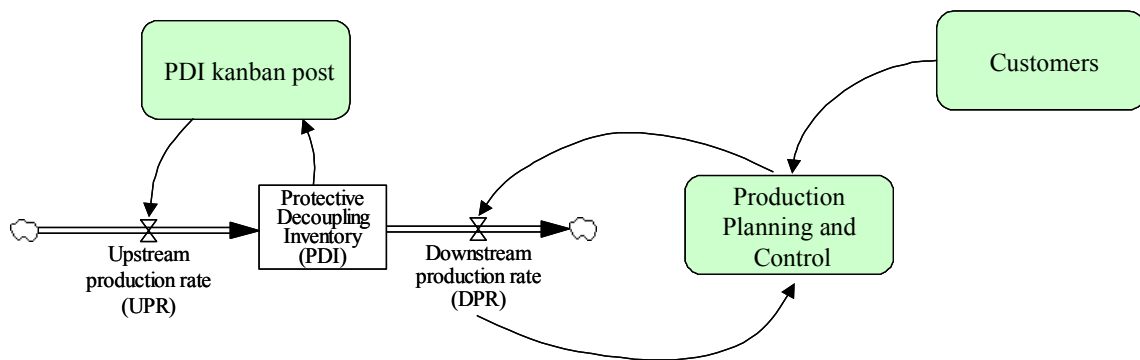 PDI kanban post
Customers
Protective
Decoupling
Inventory
(PDI)
Upstream
production rate
(UPR)
Downstream
production rate
(DPR)
Production
Planning and
Control